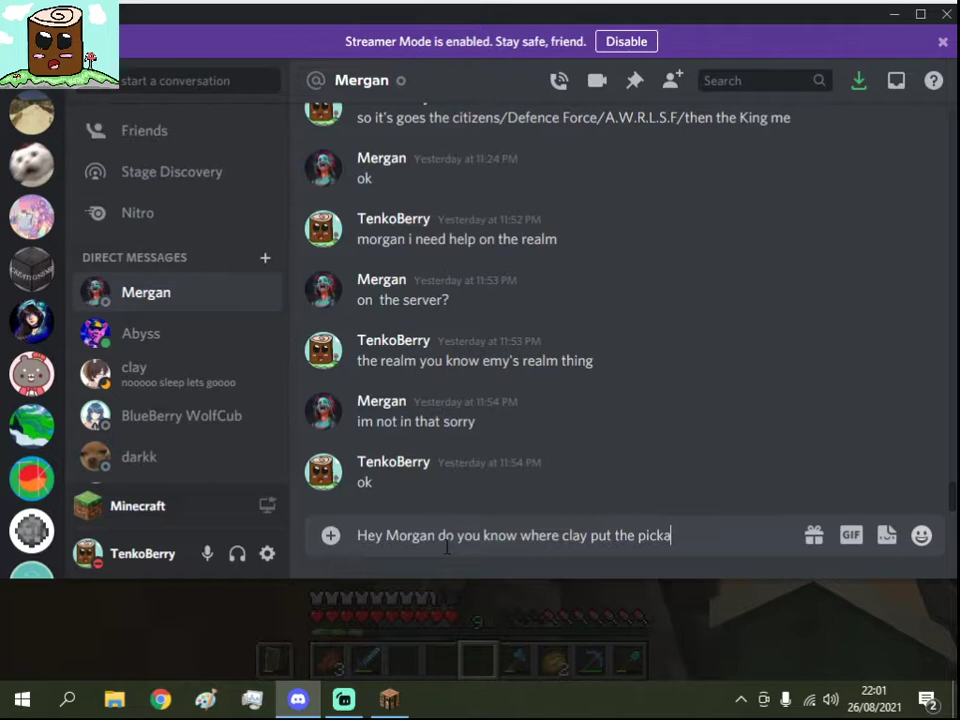 Streamer Mode is enabled. Stay safe, friend. Disable
start a conversation
Mergan
Search
Friends
Stage Discovery
Nitro
DIRECT MESSAGES
Mergan
Abyss
clay
nooooo sleep lets goooo
BlueBerry WolfCub
darkk
Minecraft
TenkoBerry
so it's goes the citizens/Defence Force/A.W.R.L.S.F/then the King me
Mergan Yesterday at 11:24 PM
ok
TenkoBerry Yesterday at 11:52 PM
morgan i need help on the realm
Mergan Yesterday at 11:53 PM
on the server?
TenkoBerry Yesterday at 11:53 PM
the realm you know emy's realm thing
Mergan Yesterday at 11:54 PM
im not in that sorry
TenkoBerry Yesterday at 11:54 PM
ok
Hey Morgan do you know where clay put the picka
GIF
9
3
2
22:01
26/08/2021
2